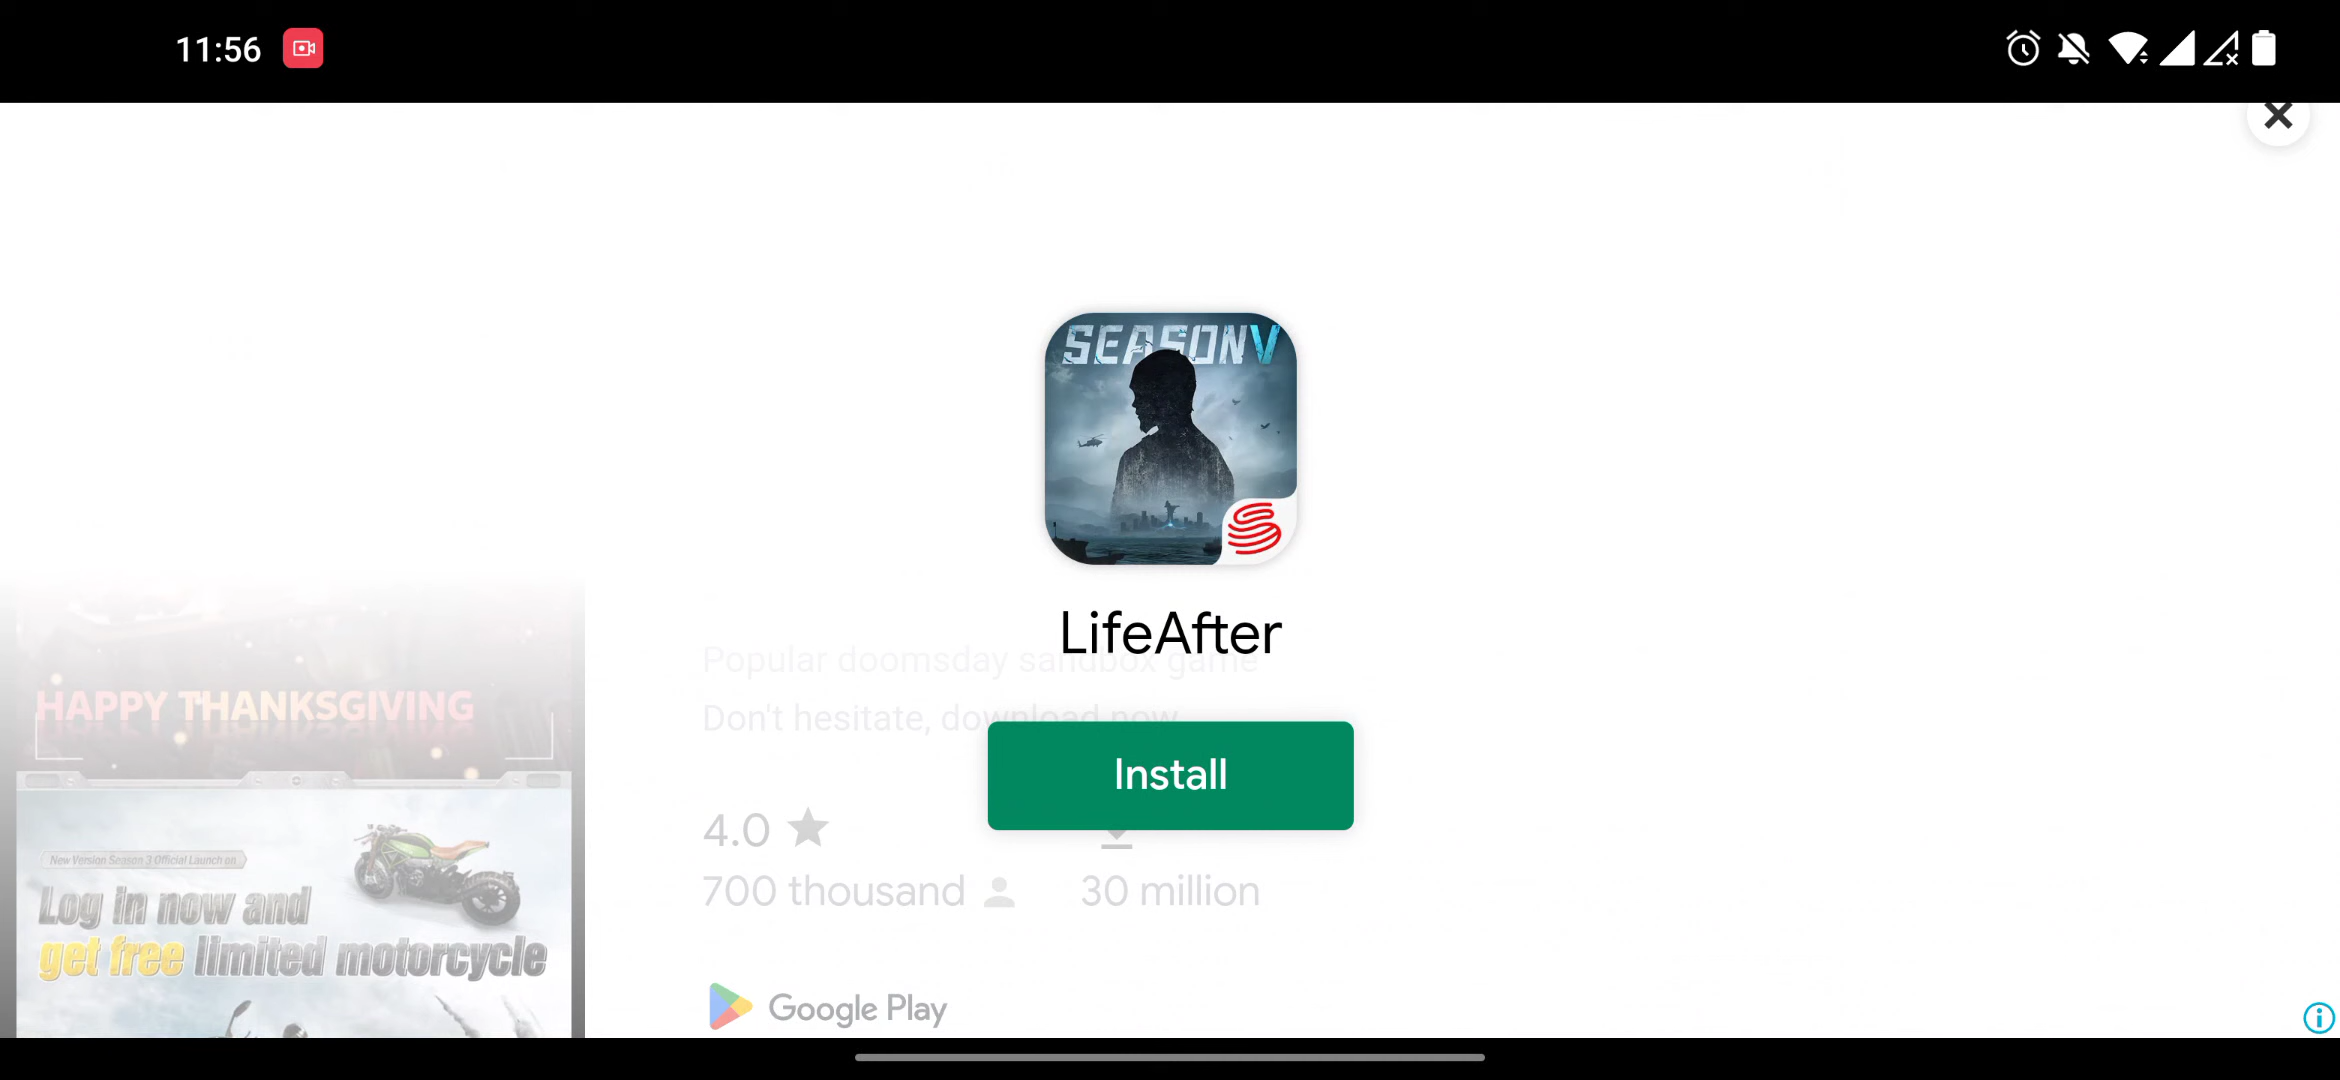 11:56
SEASON V
LifeAfter
Popular doomsday sandbox game
Don't hesitate, download now
Install
HAPPY THANKSGIVING
New Version Season 3 Official Launch on
Log in now and
get free limited motorcycle
4.0
700 thousand
30 million
Google Play